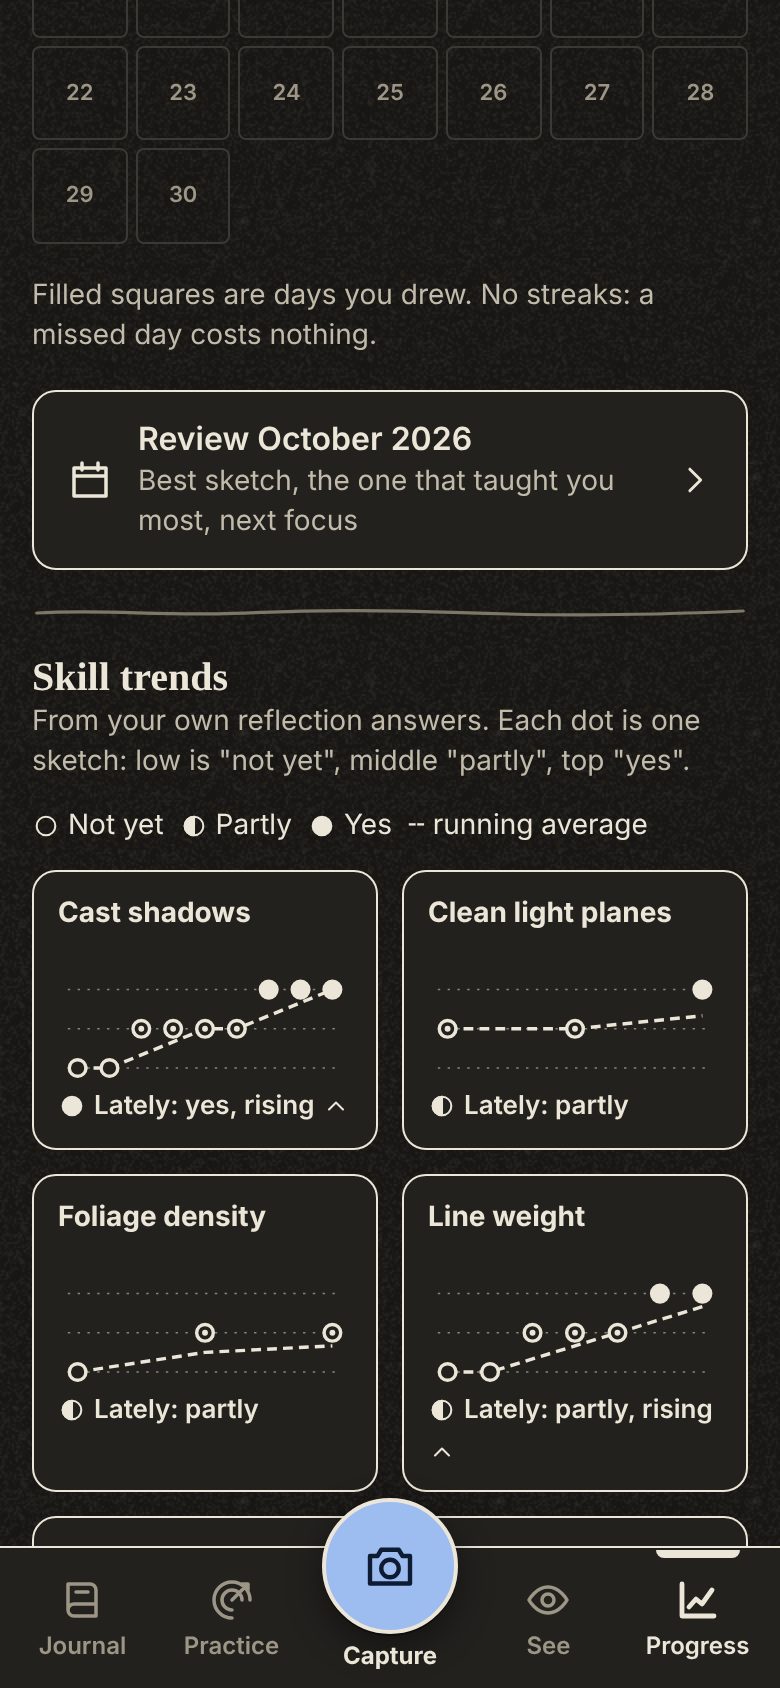 22 23 24 25 26 27 28
29 30
Filled squares are days you drew. No streaks: a
missed day costs nothing.
Review October 2026
Best sketch, the one that taught you
most, next focus
Skill trends
From your own reflection answers. Each dot is one
sketch: low is "not yet", middle "partly", top "yes".
Not yet Partly Yes -- running average
Cast shadows
Lately: yes, rising
Clean light planes
Lately: partly
Foliage density
Lately: partly
Line weight
Lately: partly, rising
Journal Practice Capture See Progress